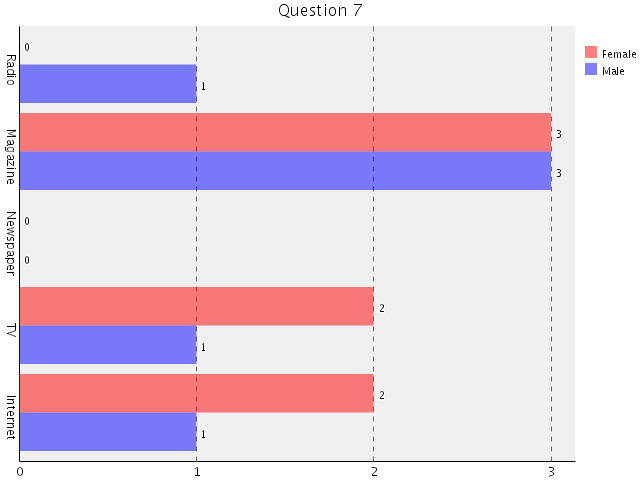 Question 7
Female
Male
Radio
0
1
Magazine
3
3
Newspaper
0
0
TV
2
1
Internet
2
1
0 1 2 3